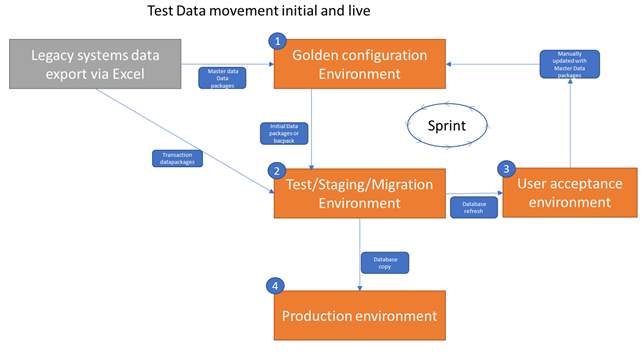 Test Data movement initial and live
1
Legacy systems data
export via Excel
Golden configuration
Environment
Manually
updated with
Master Data
packages
Master data Data
packages
Initial Data
packages or
bacpack
Sprint
Transaction
datapackages
2
Test/Staging/Migration
Environment
3
User acceptance
environment
Database
refresh
Database
copy
4
Production environment